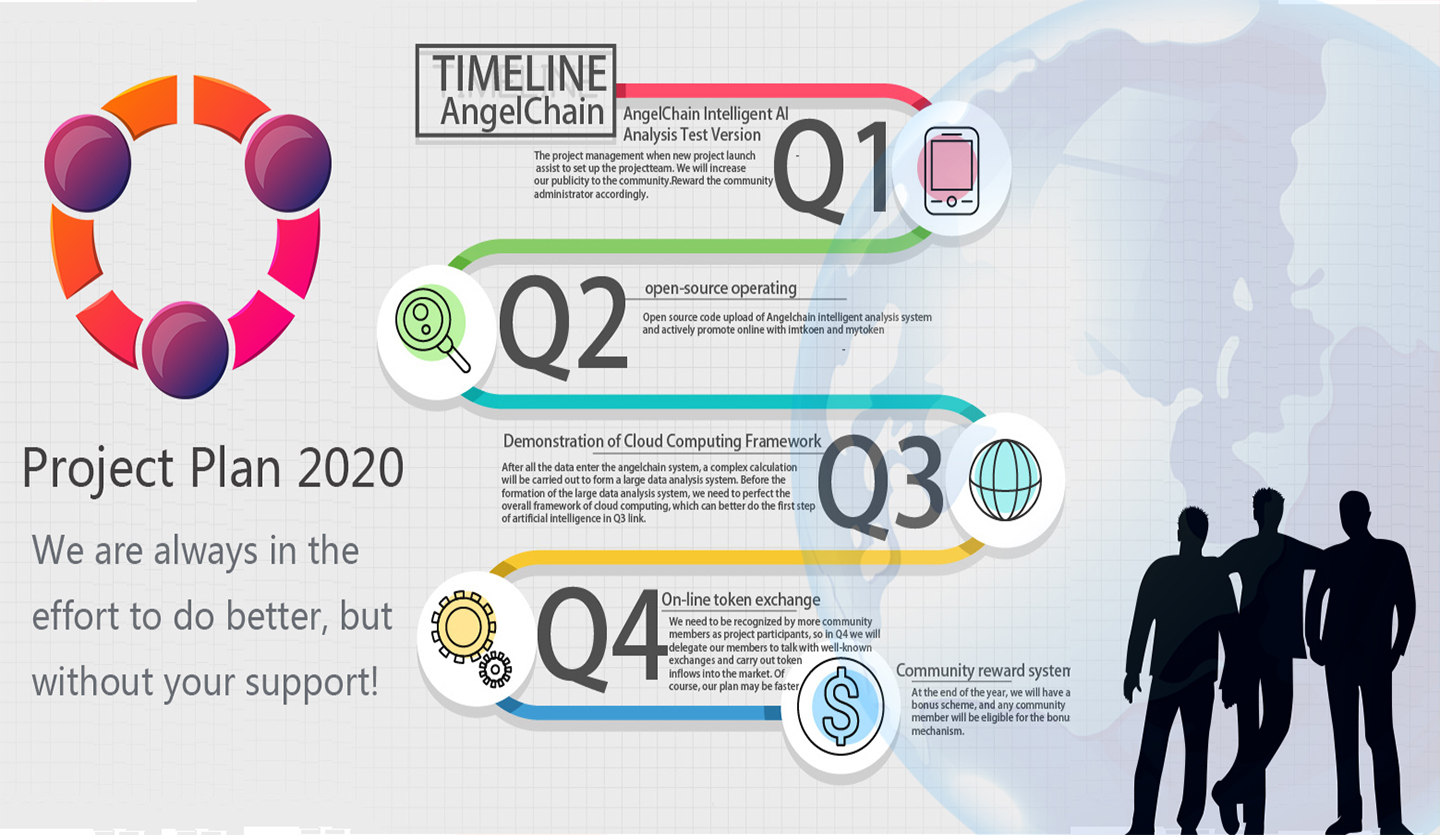 TIMELINE
AngelChain
AngelChain Intelligent AI
Analysis Test Version
The project management when new project launch
assist to set up the projectteam. We will increase
our publicity to the community.Reward the community
administrator accordingly.
Q1
Q2
open-source operating
Open source code upload of Angelchain intelligent analysis system
and actively promote online with imtkoen and mytoken
Demonstration of Cloud Computing Framework
After all the data enter the angelchain system, a complex calculation
will be carried out to form a large data analysis system. Before the
formation of the large data analysis system, we need to perfect the
overall framework of cloud computing, which can better do the first step
of artificial intelligence in Q3 link.
Q3
Project Plan 2020
We are always in the
effort to do better, but
without your support!
Q4
On-line token exchange
We need to be recognized by more community
members as project participants, so in Q4 we will
delegate our members to talk with well-known
exchanges and carry out token
inflows into the market. Of
course, our plan may be faster
$
Community reward system
At the end of the year, we will have a
bonus scheme, and any community
member will be eligible for the bonu
mechanism.